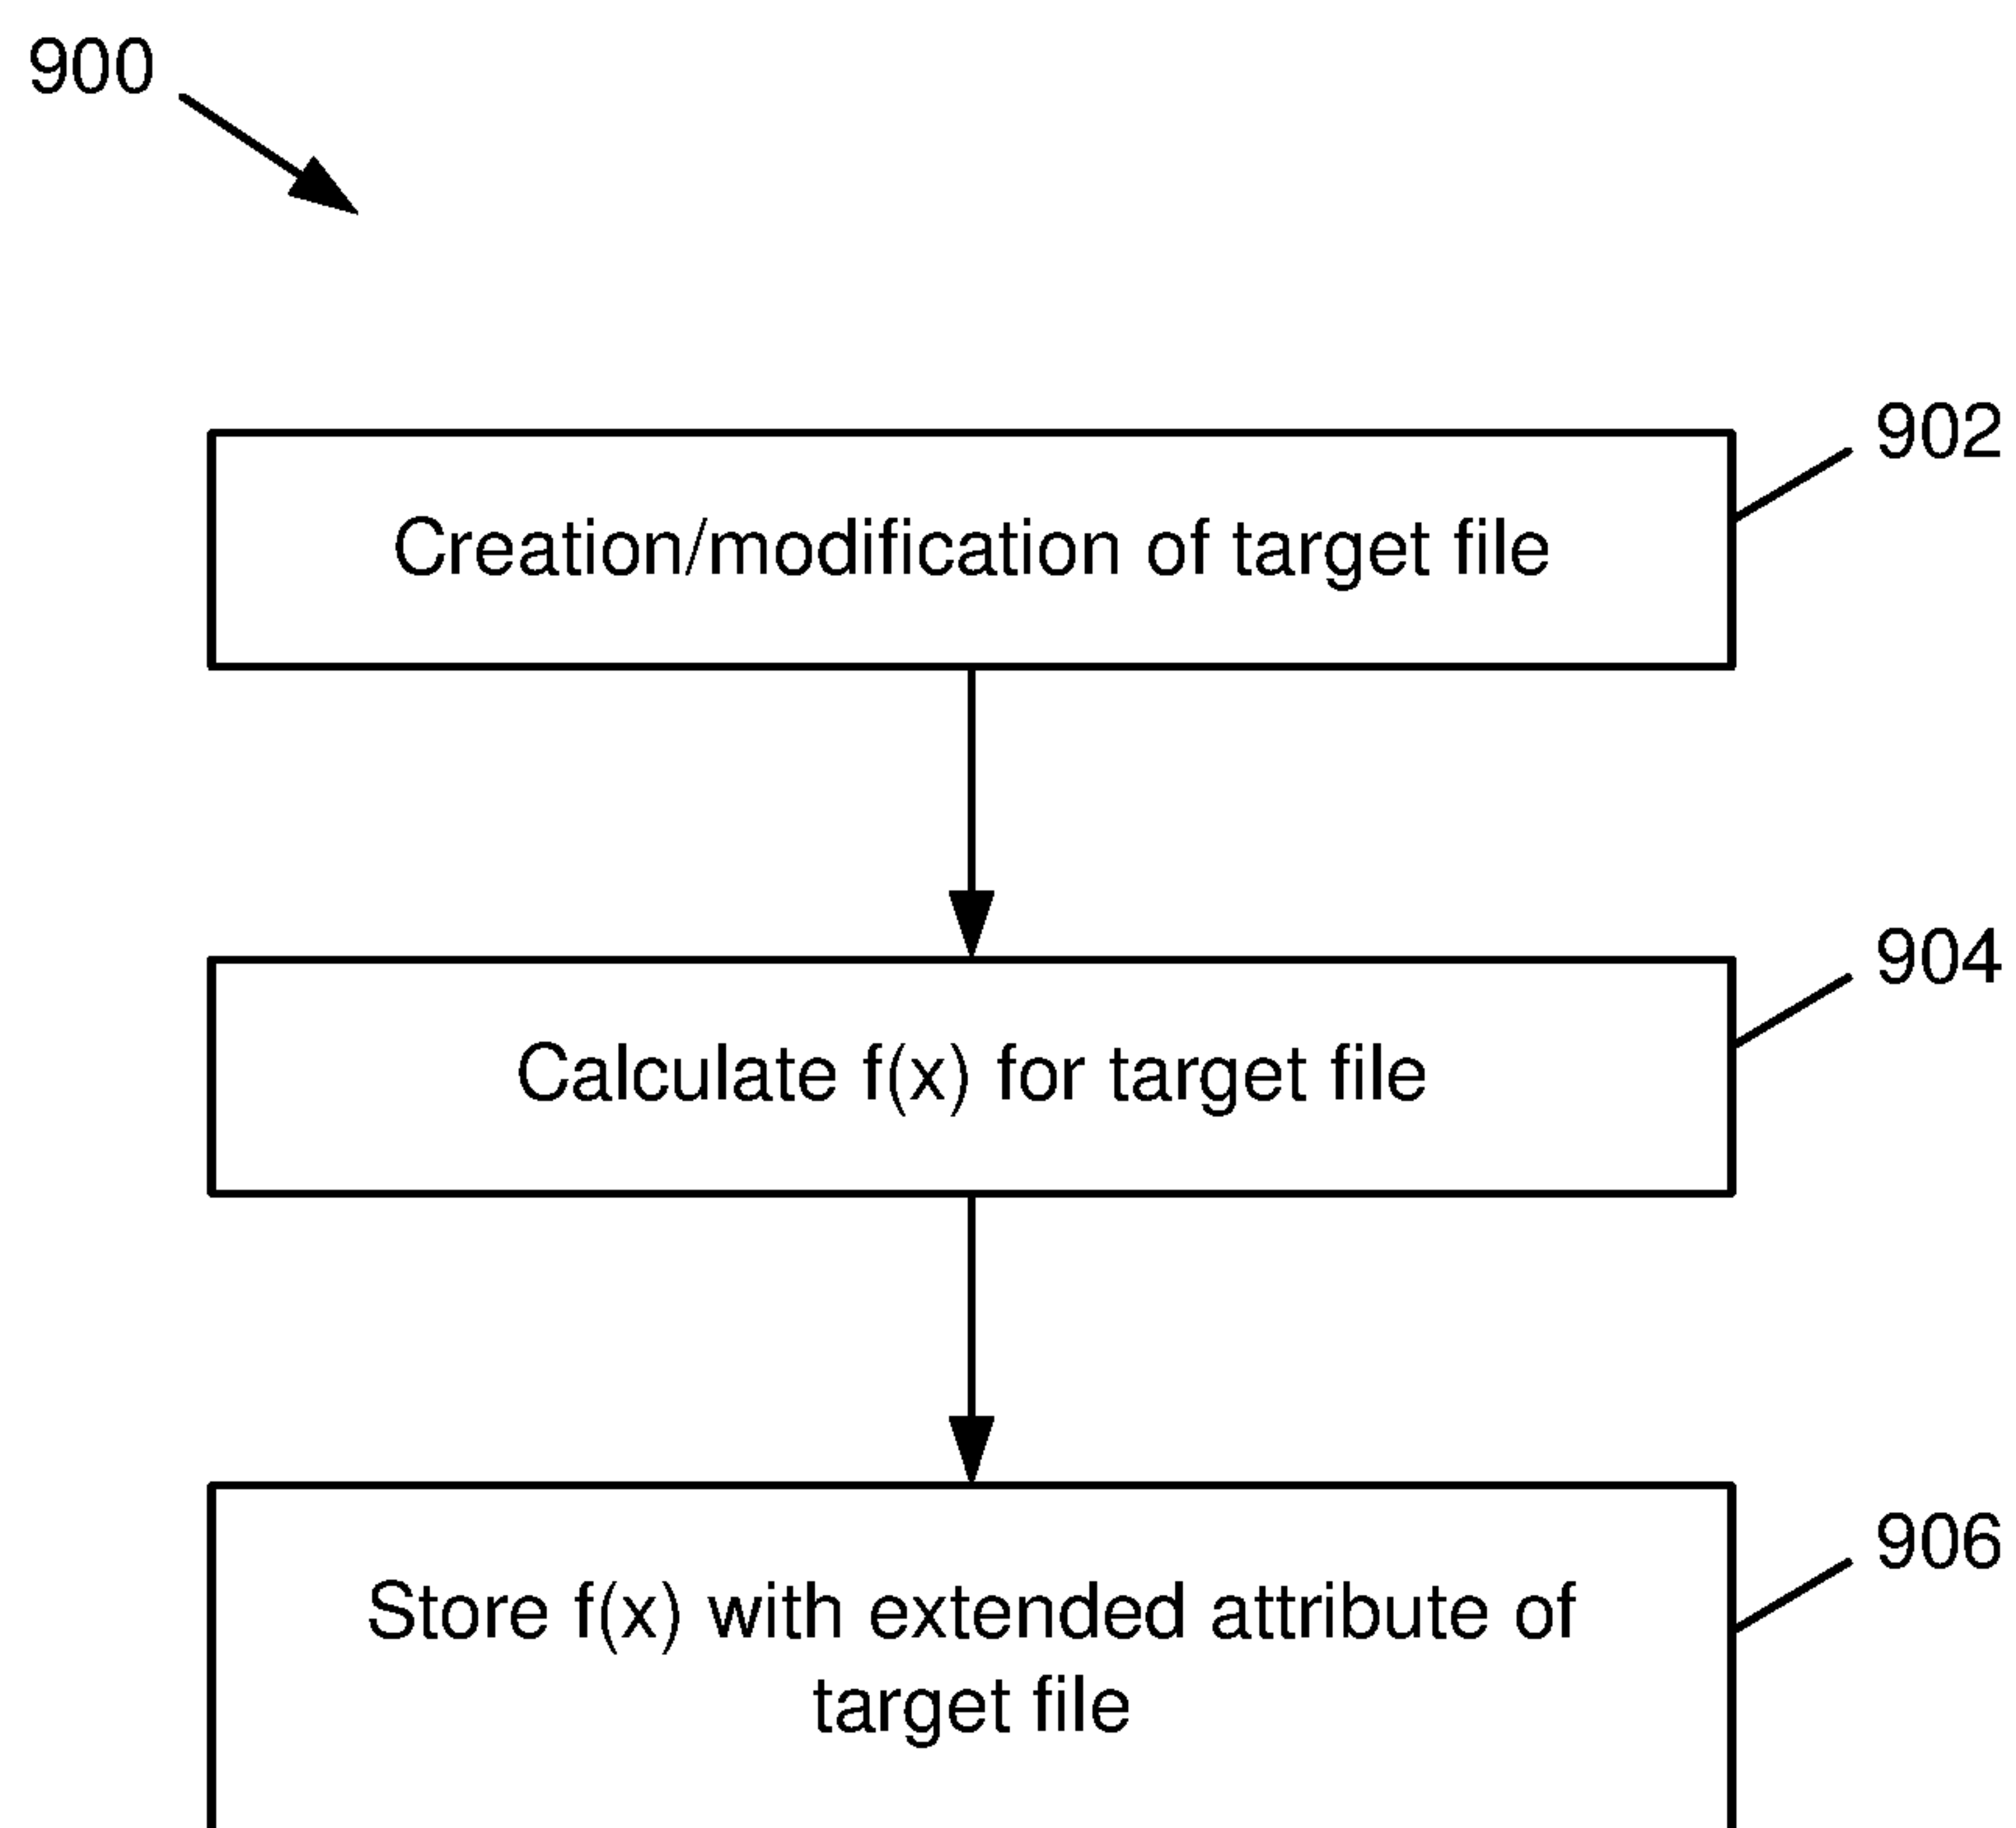 900
902
Creation/modification of target file
904
Calculate f(x) for target file
906
Store f(x) with extended attribute of
target file